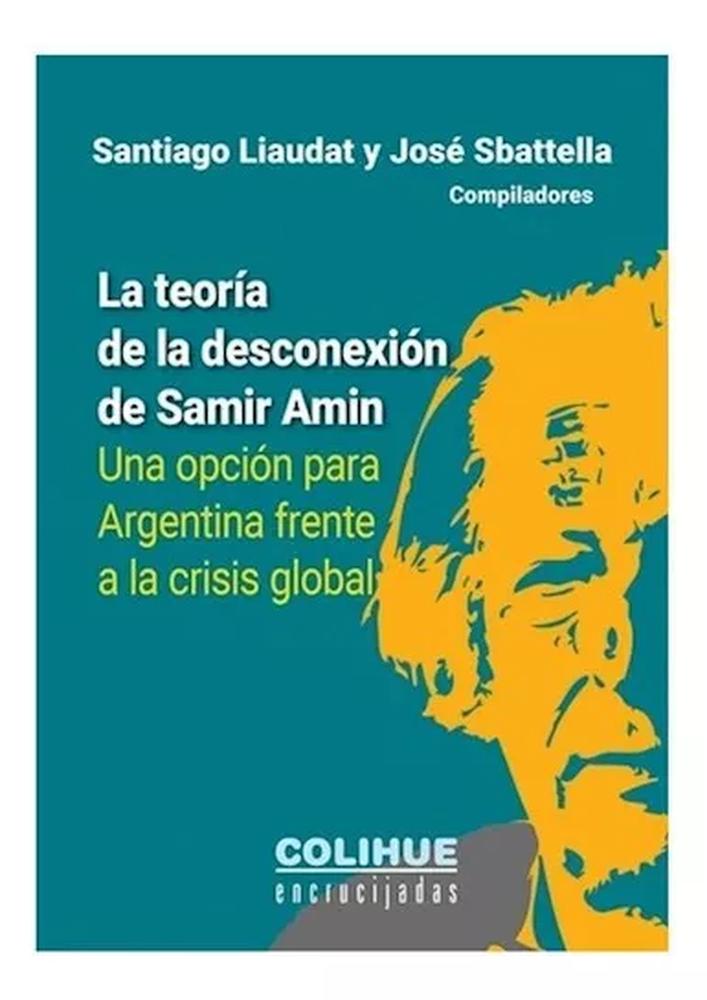 Santiago Liaudat y José Sbattella
Compiladores
La teoría
de la desconexión
de Samir Amin
Una opción para
Argentina frente
a la crisis global
COLIHUE
encrucijadas